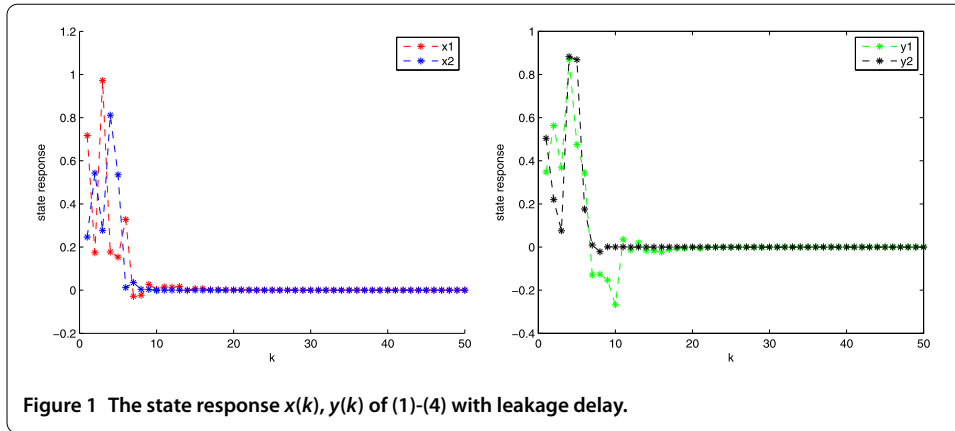 1.2
1
0.8
0.6
0.4
0.2
0
-0.2
0 10 20 30 40 50
k
state response
x1
x2
1
0.8
0.6
0.4
0.2
0
-0.2
-0.4
0 10 20 30 40 50
k
state response
y1
y2
Figure 1 The state response x(k), y(k) of (1)-(4) with leakage delay.